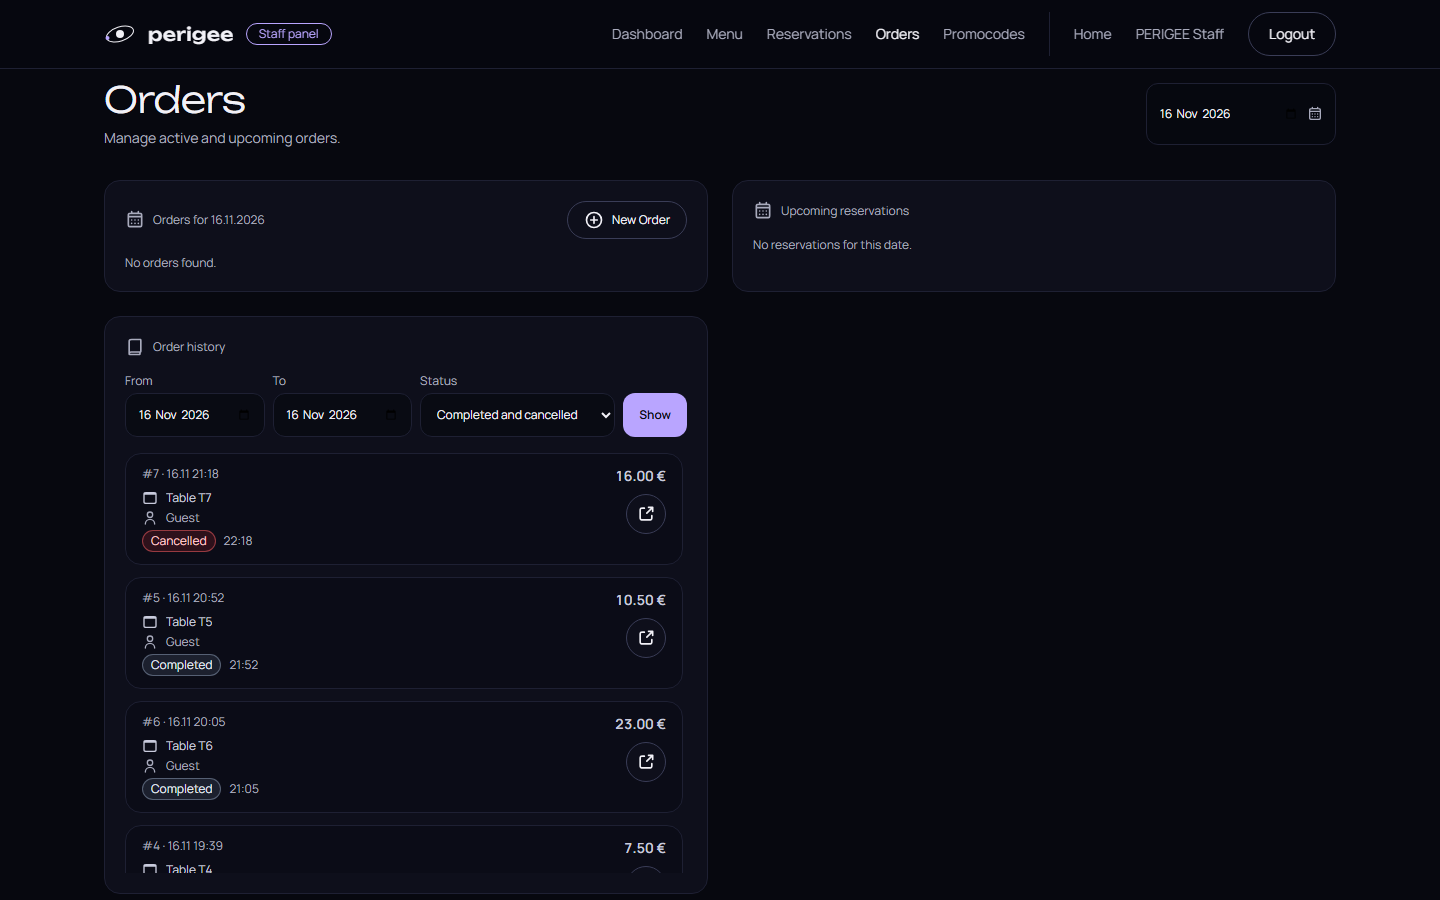 perigee
Staff panel
Dashboard
Menu
Reservations
Orders
Promocodes
Home
PERIGEE Staff
Logout
Orders
Manage active and upcoming orders.
16 Nov 2026
Orders for 16.11.2026
New Order
No orders found.
Upcoming reservations
No reservations for this date.
Order history
From
To
Status
16 Nov 2026
16 Nov 2026
Completed and cancelled
Show
#7 · 16.11 21:18
16.00 €
Table T7
Guest
Cancelled 22:18
#5 · 16.11 20:52
10.50 €
Table T5
Guest
Completed 21:52
#6 · 16.11 20:05
23.00 €
Table T6
Guest
Completed 21:05
#4 · 16.11 19:39
7.50 €
Table T4